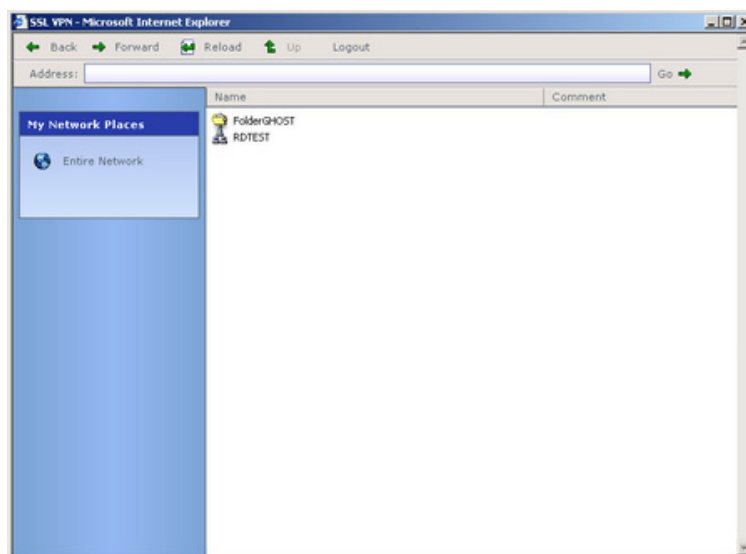 SSL VPN - Microsoft Internet Explorer
Back Forward Reload Up Logout
Address: Go
Name Comment
My Network Places
Entire Network
FolderGHOST
RDTEST